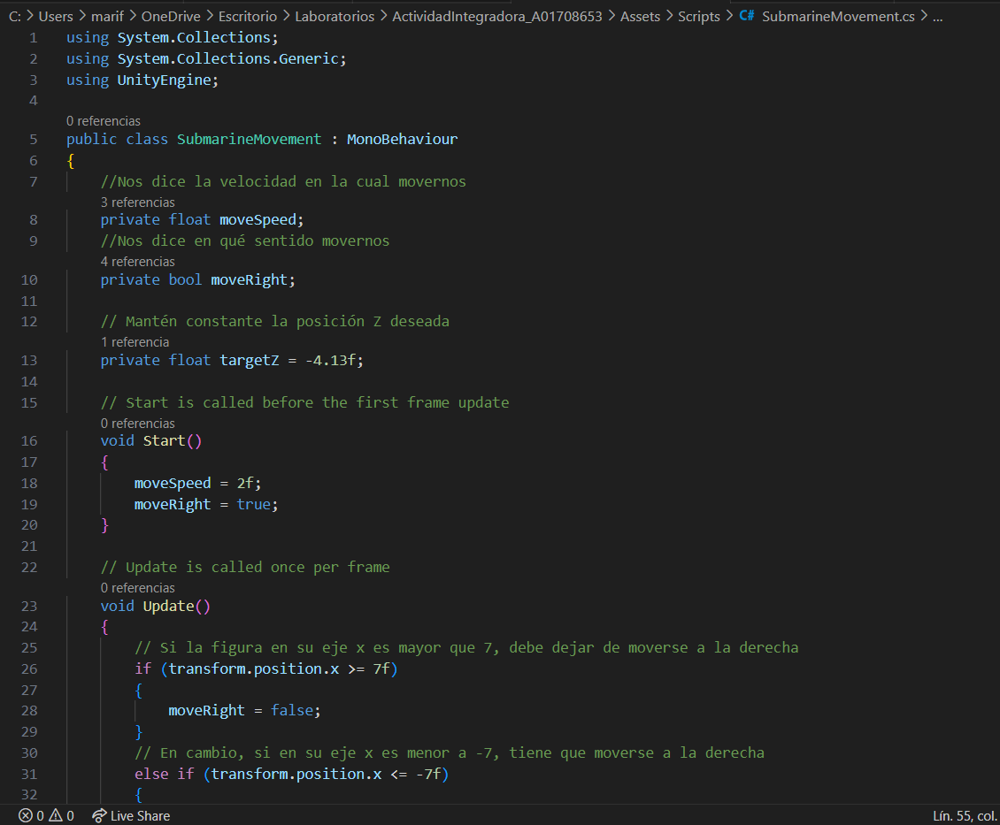 C: > Users > marif > OneDrive > Escritorio > Laboratorios > ActividadIntegradora_A01708653 > Assets > Scripts > C# SubmarineMovement.cs > ...
1 using System.Collections;
2 using System.Collections.Generic;
3 using UnityEngine;
4
0 referencias
5 public class SubmarineMovement : MonoBehaviour
6 {
7 //Nos dice la velocidad en la cual movernos
3 referencias
8 private float moveSpeed;
9 //Nos dice en qué sentido movernos
4 referencias
10 private bool moveRight;
11
12 // Mantén constante la posición Z deseada
1 referencia
13 private float targetZ = -4.13f;
14
15 // Start is called before the first frame update
0 referencias
16 void Start()
17 {
18 moveSpeed = 2f;
19 moveRight = true;
20 }
21
22 // Update is called once per frame
0 referencias
23 void Update()
24 {
25 // Si la figura en su eje x es mayor que 7, debe dejar de moverse a la derecha
26 if (transform.position.x >= 7f)
27 {
28 moveRight = false;
29 }
30 // En cambio, si en su eje x es menor a -7, tiene que moverse a la derecha
31 else if (transform.position.x <= -7f)
32 {
0 0 Live Share Lín. 55, col.